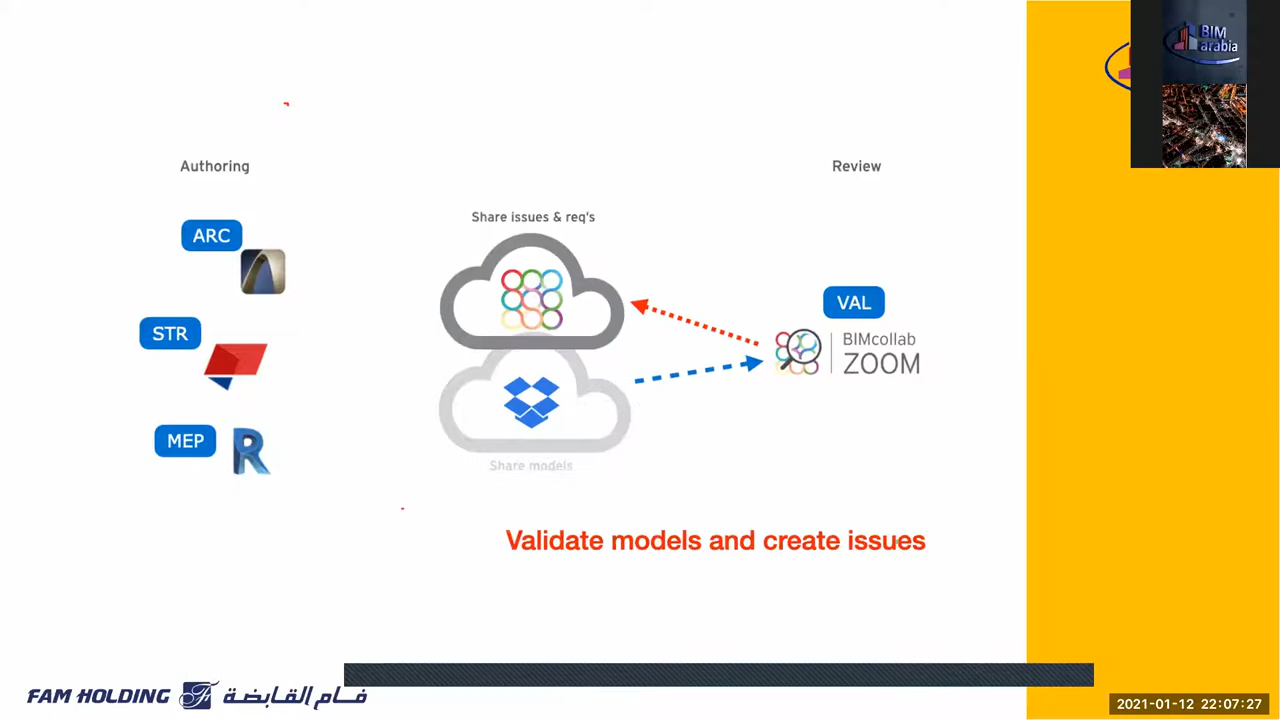 BIM
arabia
Authoring
Review
Share issues & req's
ARC
VAL
STR
BIMcollab
ZOOM
MEP
Share models
Validate models and create issues
FAM HOLDING فام القابضة
2021-01-12 22:07:27